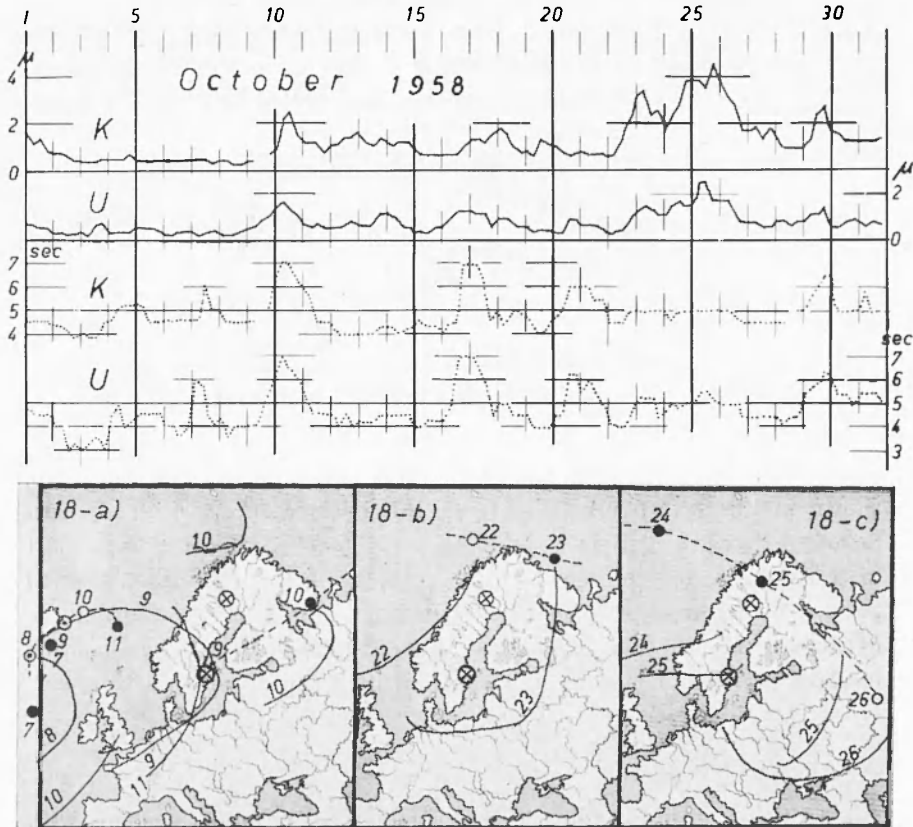 1 5 10 15 20 25 30
μ
4
October 1958
2 K
0 μ
U 2
0
sec
7
K
6
5
4 sec
7
U 6
5
4
3
18-a) 18-b) 18-c)
10 22 23 24
10 9 10 25
8 9 11
7 9 22 24
10 25
7 8 23 26
9 25
10 11 26